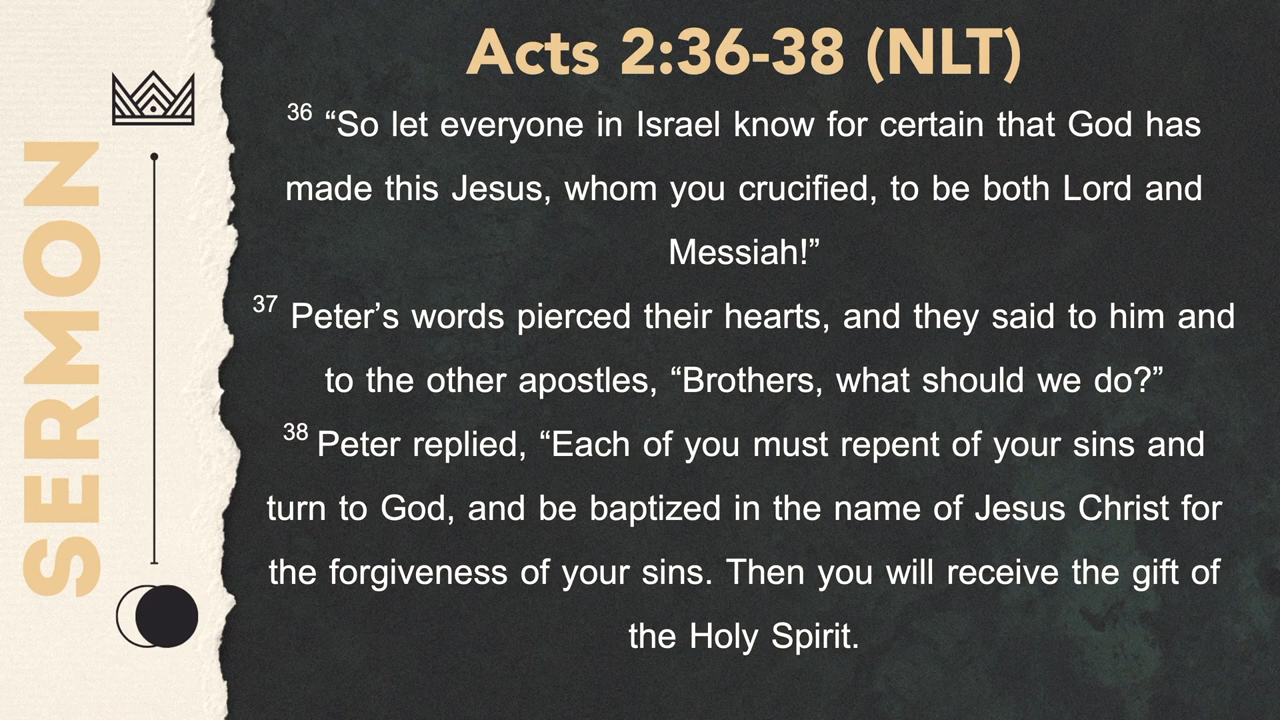 SERMON
Acts 2:36-38 (NLT)
36 “So let everyone in Israel know for certain that God has
made this Jesus, whom you crucified, to be both Lord and
Messiah!”
37 Peter’s words pierced their hearts, and they said to him and
to the other apostles, “Brothers, what should we do?”
38 Peter replied, “Each of you must repent of your sins and
turn to God, and be baptized in the name of Jesus Christ for
the forgiveness of your sins. Then you will receive the gift of
the Holy Spirit.